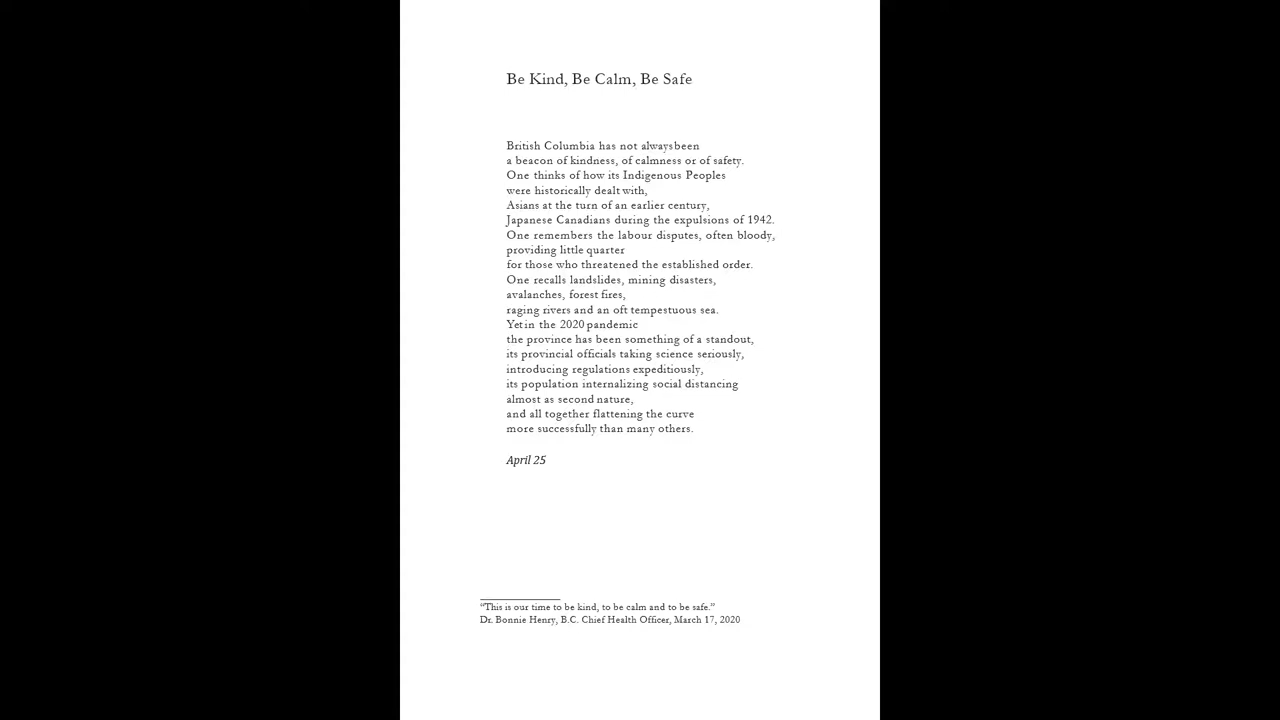 Be Kind, Be Calm, Be Safe
British Columbia has not always been
a beacon of kindness, of calmness or of safety.
One thinks of how its Indigenous Peoples
were historically dealt with,
Asians at the turn of an earlier century,
Japanese Canadians during the expulsions of 1942.
One remembers the labour disputes, often bloody,
providing little quarter
for those who threatened the established order.
One recalls landslides, mining disasters,
avalanches, forest fires,
raging rivers and an oft tempestuous sea.
Yet in the 2020 pandemic
the province has been something of a standout,
its provincial officials taking science seriously,
introducing regulations expeditiously,
its population internalizing social distancing
almost as second nature,
and all together flattening the curve
more successfully than many others.
April 25
“This is our time to be kind, to be calm and to be safe.”
Dr. Bonnie Henry, B.C. Chief Health Officer, March 17, 2020